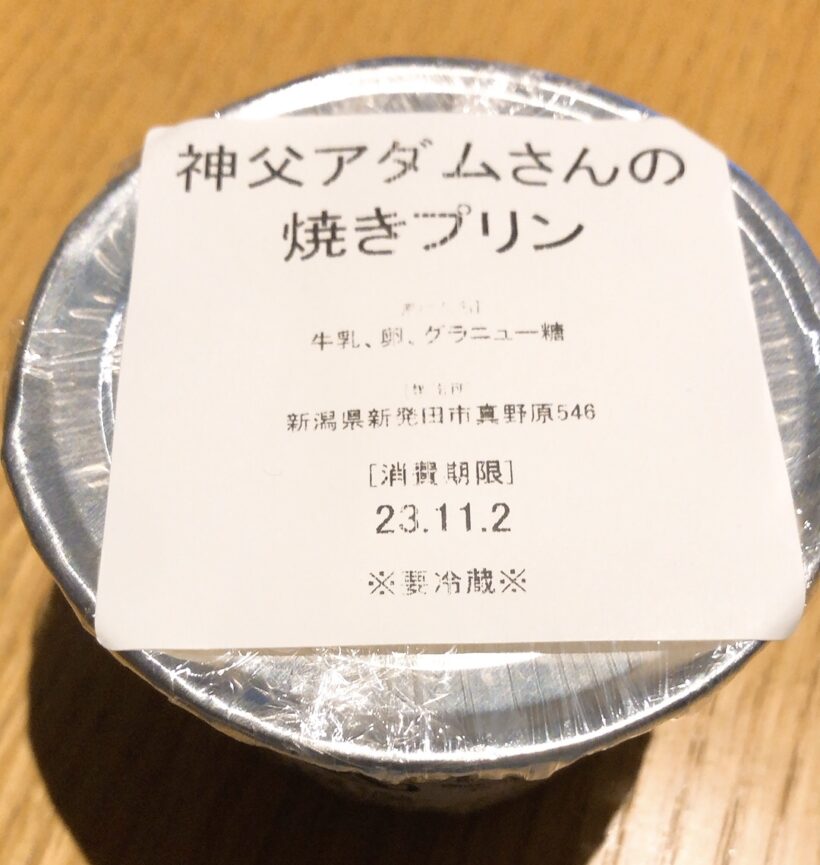 神父アダムさんの
焼きプリン
牛乳、卵、グラニュー糖
新潟県新発田市真野原546
[消費期限]
23.11.2
※要冷蔵※